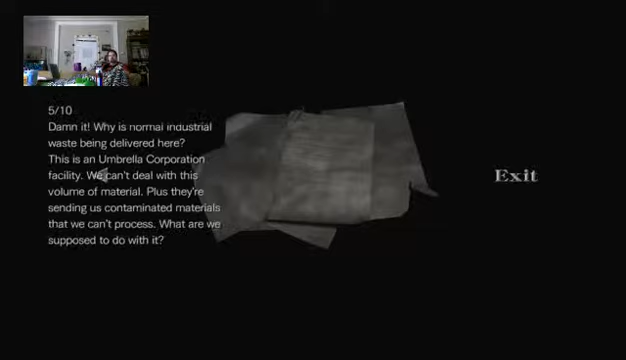 5/10
Damn it! Why is normal industrial
waste being delivered here?
This is an Umbrella Corporation
facility. We can't deal with this
volume of material. Plus they're
sending us contaminated materials
that we can't process. What are we
supposed to do with it?
Exit